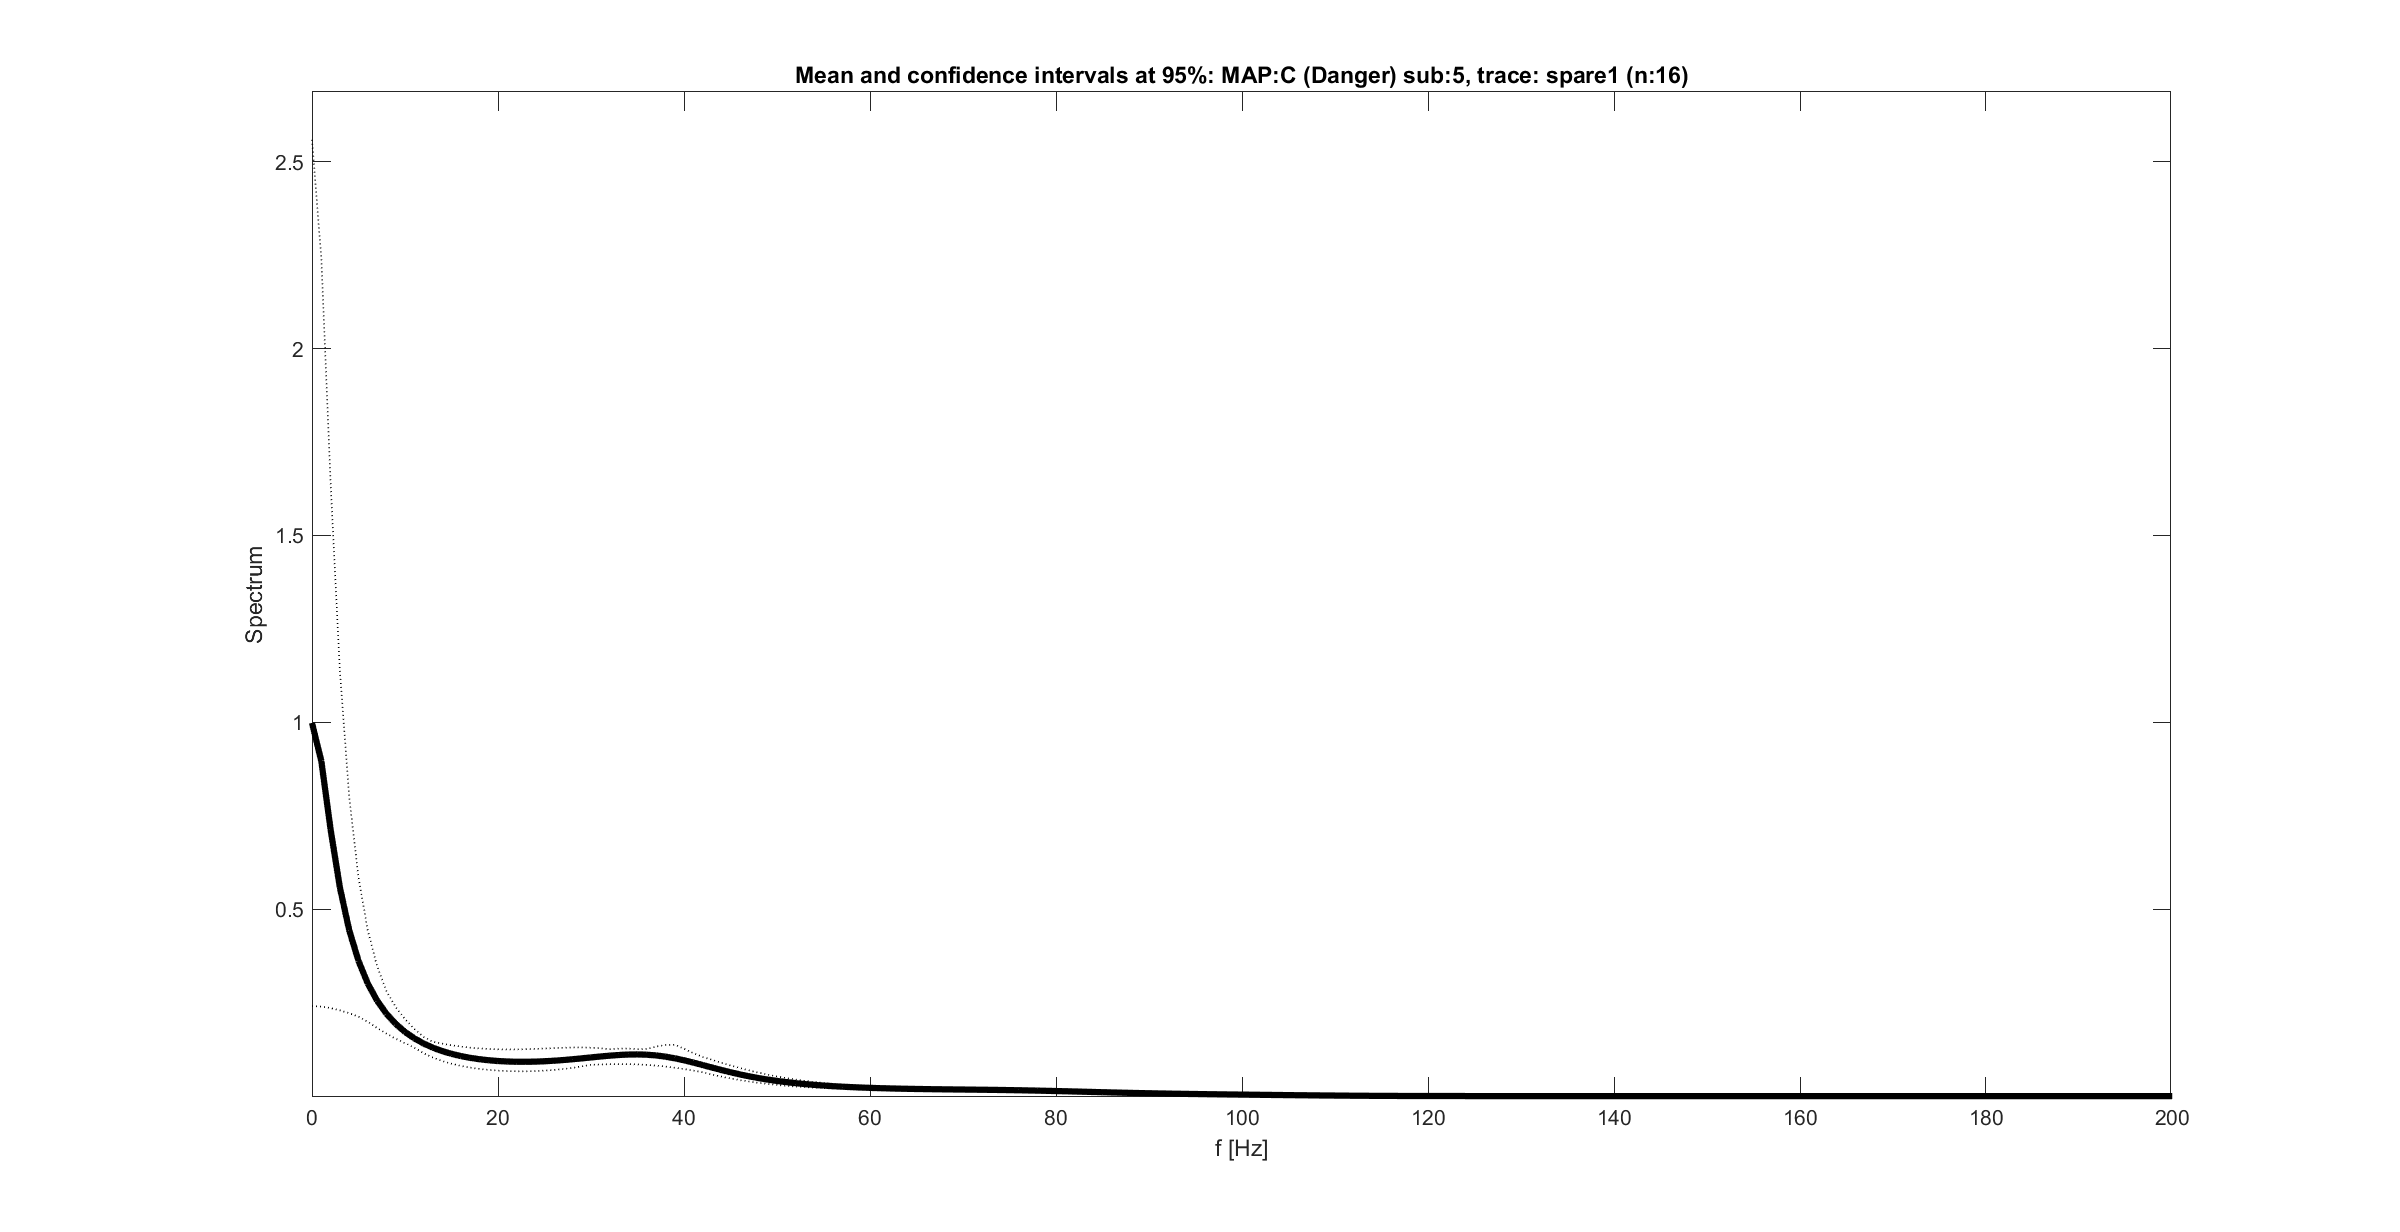 Mean and confidence intervals at 95%: MAP:C (Danger) sub:5, trace: spare1 (n:16)
2.5
2
1.5
1
0.5
Spectrum
0 20 40 60 80 100 120 140 160 180 200
f [Hz]